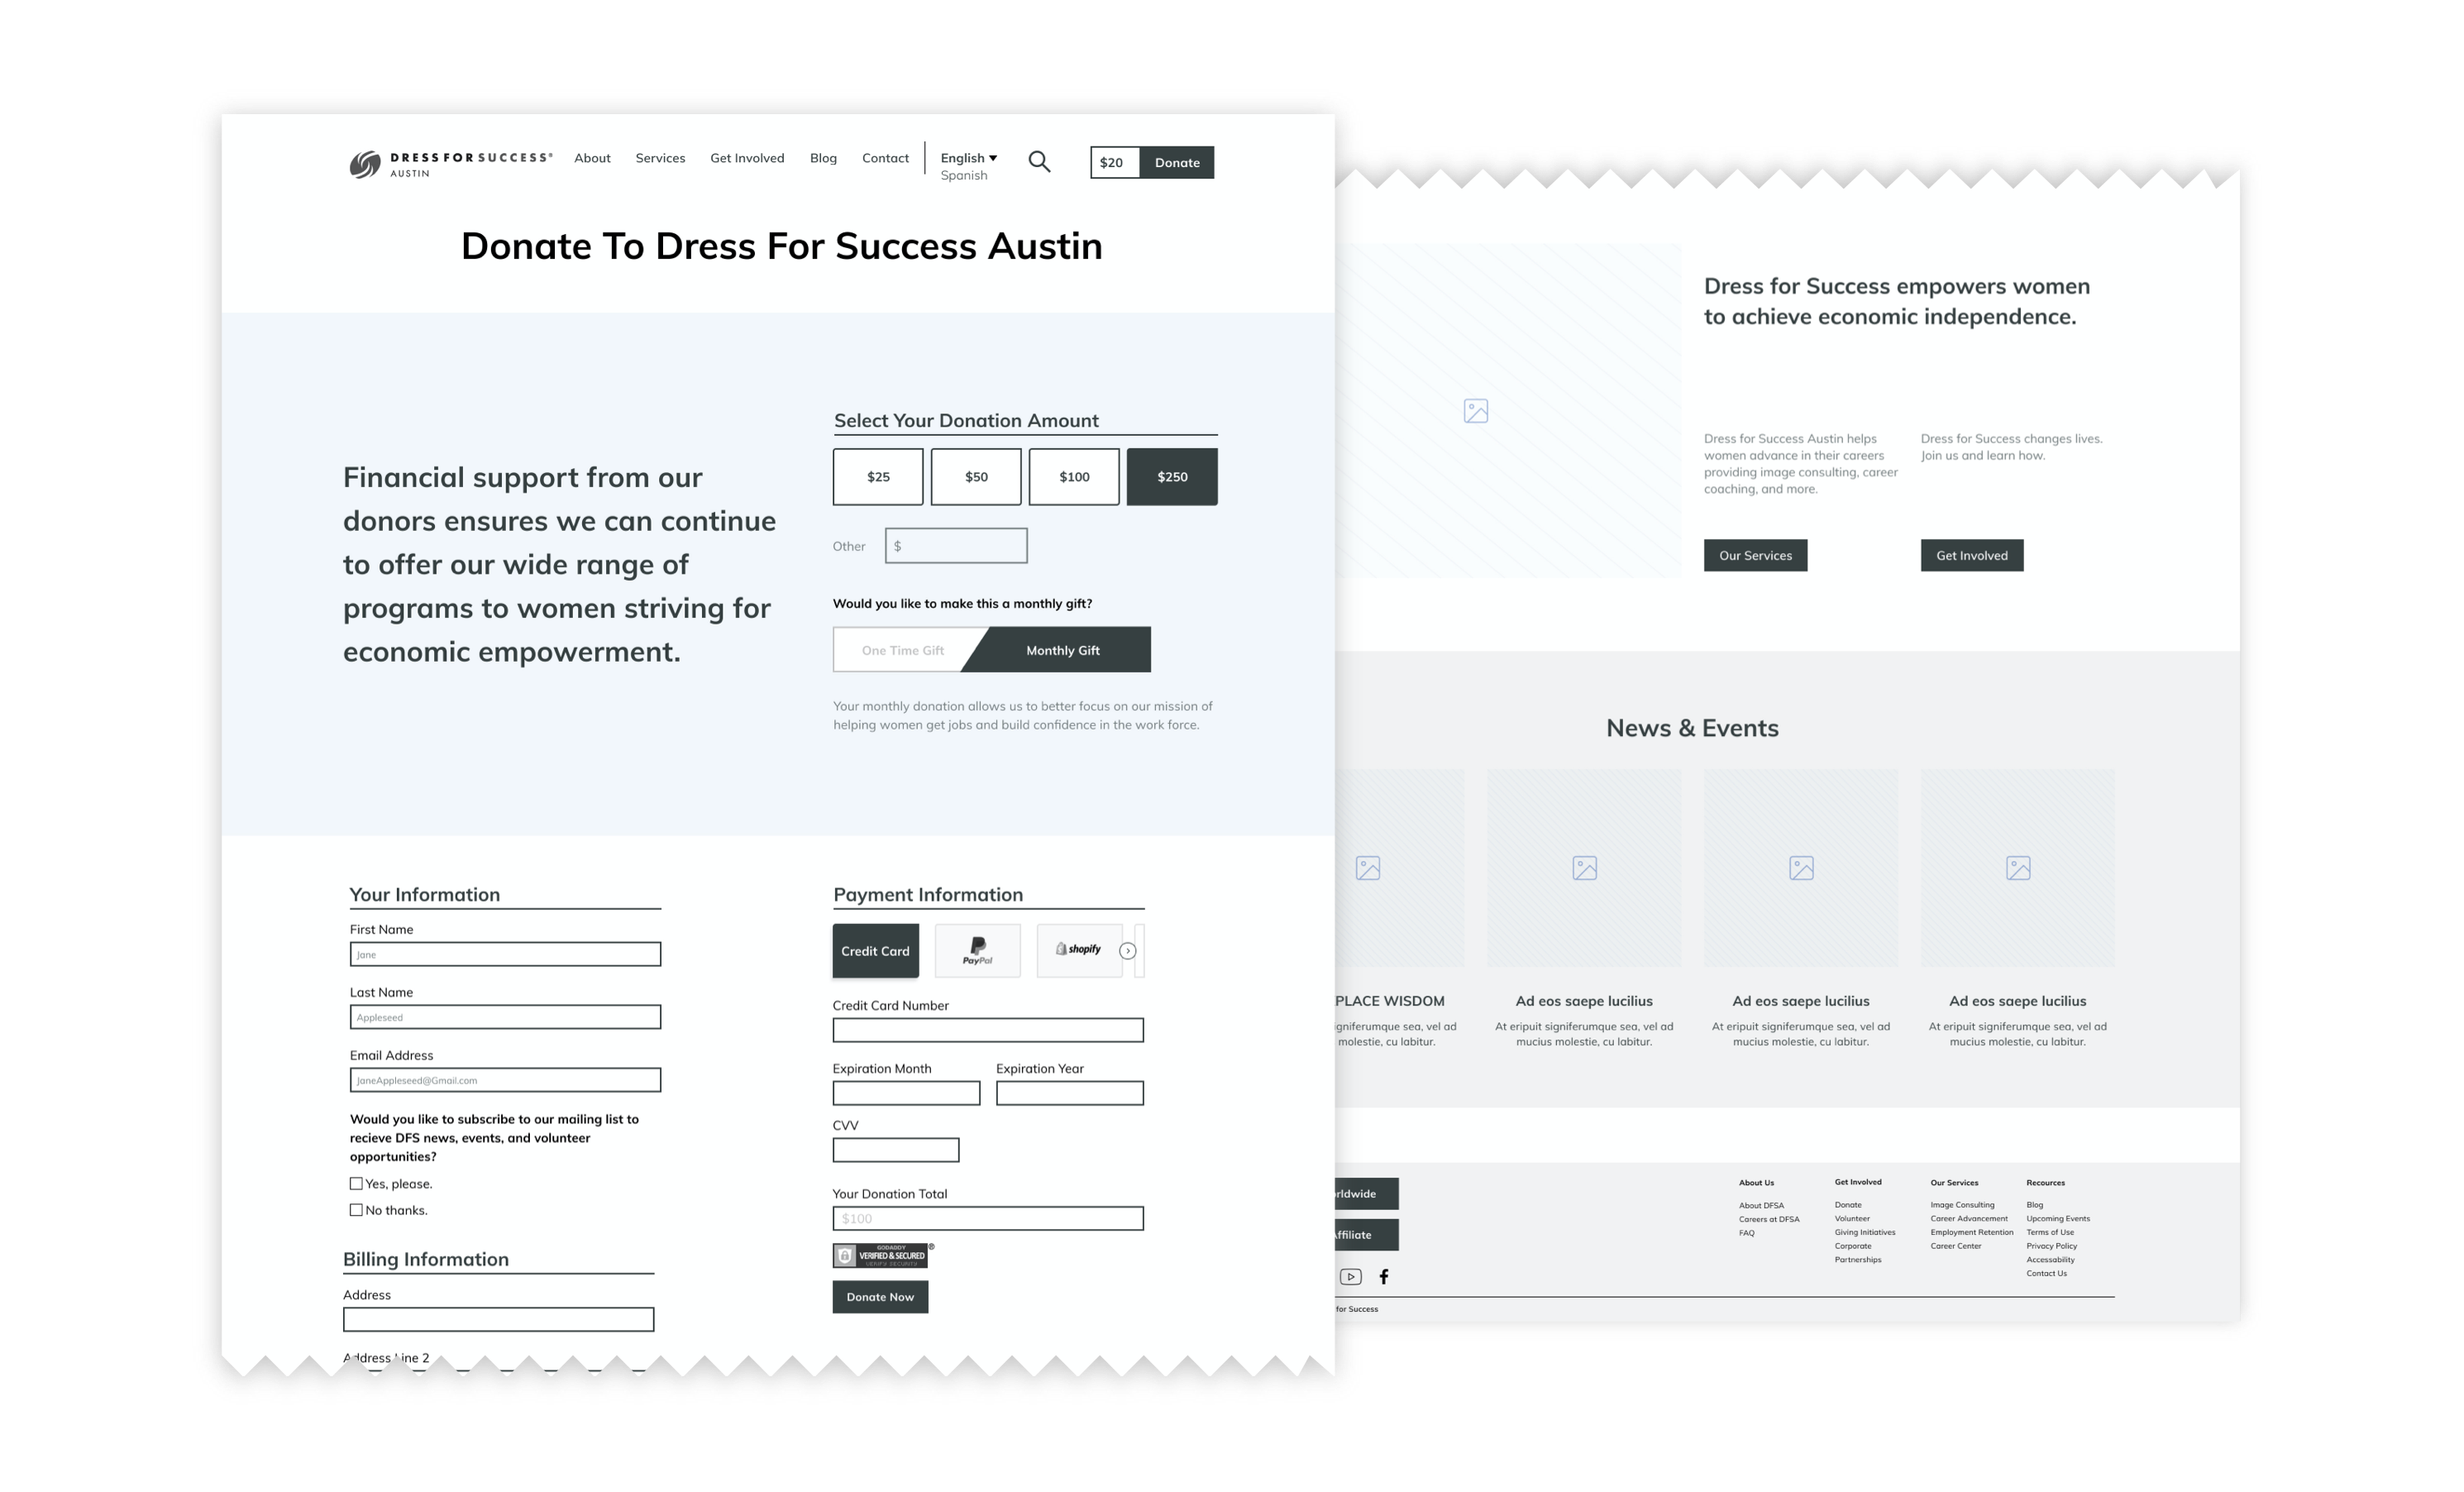 DRESS FOR SUCCESS®
AUSTIN
About
Services
Get Involved
Blog
Contact
English
Spanish
$20
Donate
Donate To Dress For Success Austin
Financial support from our
donors ensures we can continue
to offer our wide range of
programs to women striving for
economic empowerment.
Select Your Donation Amount
$25
$50
$100
$250
Other
$
Would you like to make this a monthly gift?
One Time Gift
Monthly Gift
Your monthly donation allows us to better focus on our mission of
helping women get jobs and build confidence in the work force.
Your Information
First Name
Jane
Last Name
Appleseed
Email Address
JaneAppleseed@Gmail.com
Would you like to subscribe to our mailing list to
recieve DFS news, events, and volunteer
opportunities?
Yes, please.
No thanks.
Billing Information
Address
Address Line 2
Payment Information
Credit Card
PayPal
shopify
Credit Card Number
Expiration Month
Expiration Year
CVV
Your Donation Total
$100
GODADDY
VERIFIED & SECURED
VERIFY SECURITY
®
Donate Now
Dress for Success empowers women
to achieve economic independence.
Dress for Success Austin helps
women advance in their careers
providing image consulting, career
coaching, and more.
Our Services
Dress for Success changes lives.
Join us and learn how.
Get Involved
News & Events
PLACE WISDOM
igniferumque sea, vel ad
molestie, cu labitur.
Ad eos saepe lucilius
At eripuit signiferumque sea, vel ad
mucius molestie, cu labitur.
Ad eos saepe lucilius
At eripuit signiferumque sea, vel ad
mucius molestie, cu labitur.
Ad eos saepe lucilius
At eripuit signiferumque sea, vel ad
mucius molestie, cu labitur.
rldwide
ffiliate
About Us
About DFSA
Careers at DFSA
FAQ
Get Involved
Donate
Volunteer
Giving Initiatives
Corporate
Partnerships
Our Services
Image Consulting
Career Advancement
Employment Retention
Career Center
Recources
Blog
Upcoming Events
Terms of Use
Privacy Policy
Accessability
Contact Us
for Success